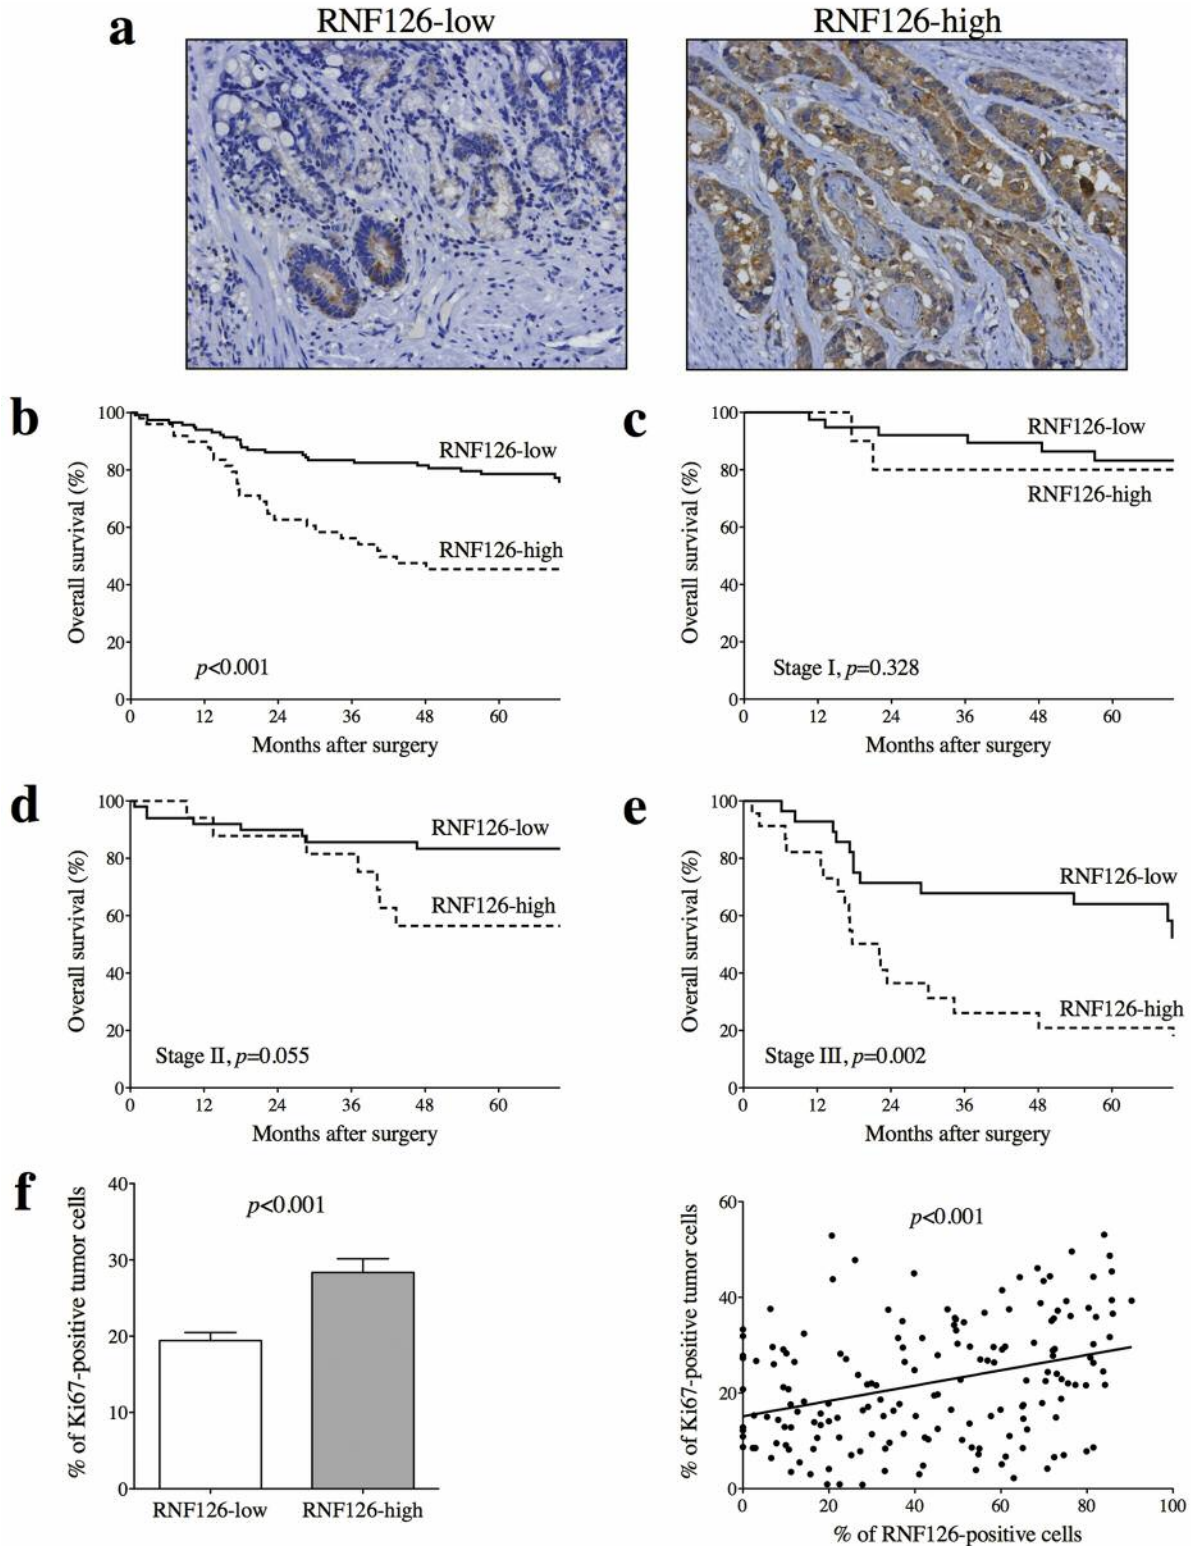 a
RNF126-low
RNF126-high
b
Overall survival (%)
100
80
60
40
20
0
RNF126-low
RNF126-high
p<0.001
0 12 24 36 48 60
Months after surgery
c
Overall survival (%)
100
80
60
40
20
0
RNF126-low
RNF126-high
Stage I, p=0.328
0 12 24 36 48 60
Months after surgery
d
Overall survival (%)
100
80
60
40
20
0
RNF126-low
RNF126-high
Stage II, p=0.055
0 12 24 36 48 60
Months after surgery
e
Overall survival (%)
100
80
60
40
20
0
RNF126-low
RNF126-high
Stage III, p=0.002
0 12 24 36 48 60
Months after surgery
f
% of Ki67-positive tumor cells
40
30
20
10
0
p<0.001
RNF126-low RNF126-high
% of Ki67-positive tumor cells
60
40
20
0
p<0.001
0 20 40 60 80 100
% of RNF126-positive cells